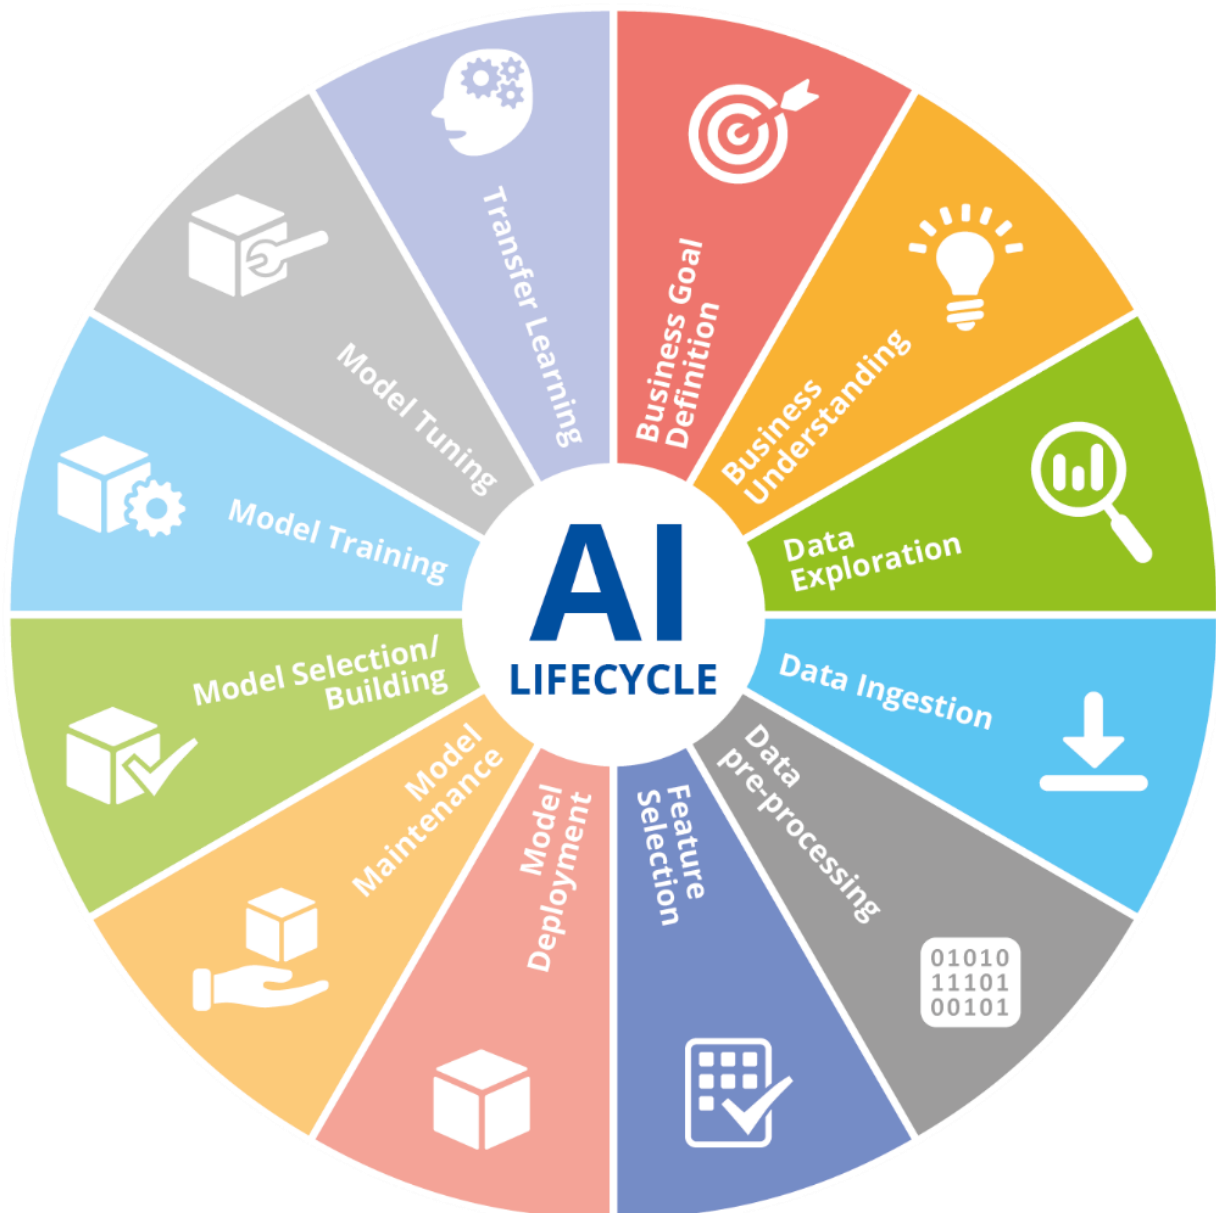 AI
LIFECYCLE
Business Goal
Definition
Business
Understanding
Data
Exploration
Data Ingestion
Data
pre-processing
01010
11101
00101
Feature
Selection
Model
Deployment
Model
Maintenance
Model Selection/
Building
Model Training
Model Tuning
Transfer Learning